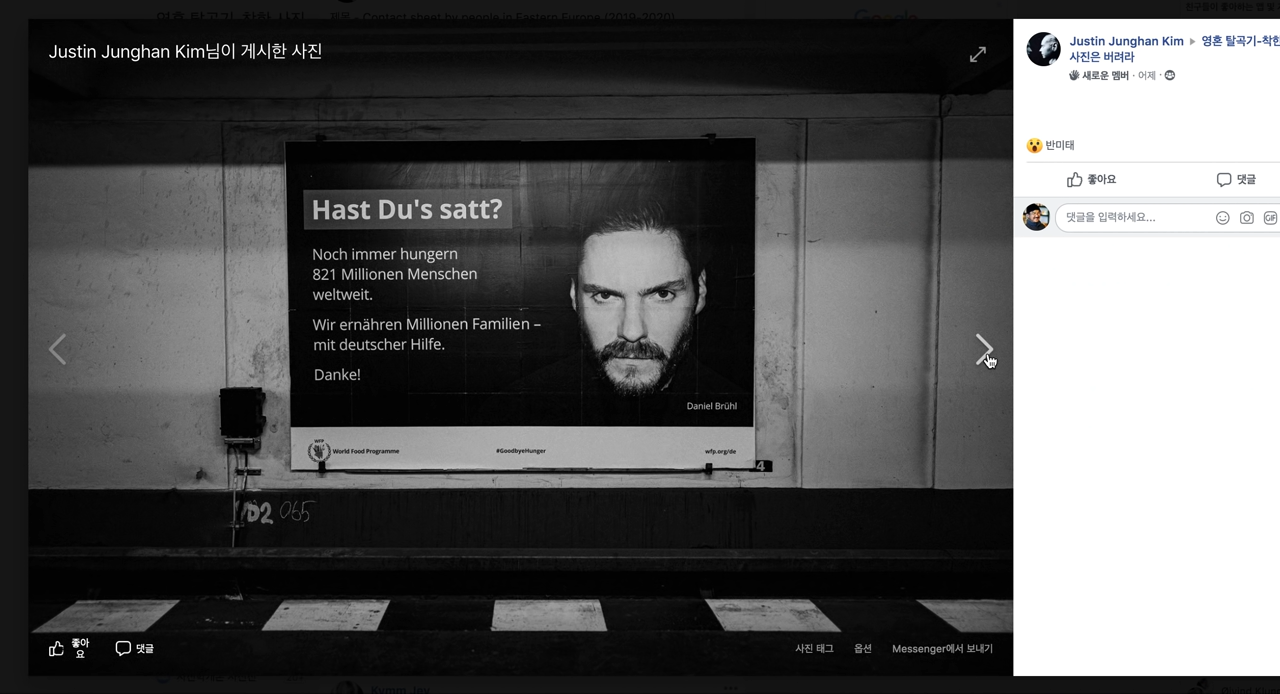 Justin Junghan Kim님이 게시한 사진
Hast Du's satt?
Noch immer hungern
821 Millionen Menschen
weltweit.
Wir ernähren Millionen Familien –
mit deutscher Hilfe.
Danke!
Daniel Brühl
WFP
World Food Programme
#GoodbyeHunger
wfp.org/de
4
D2 065
좋아
요
댓글
사진 태그
옵션
Messenger에서 보내기
Justin Junghan Kim ▶ 영혼 탈곡기-착한
사진은 버려라
새로운 멤버 · 어제 ·
반미태
좋아요
댓글
댓글을 입력하세요...
GIF